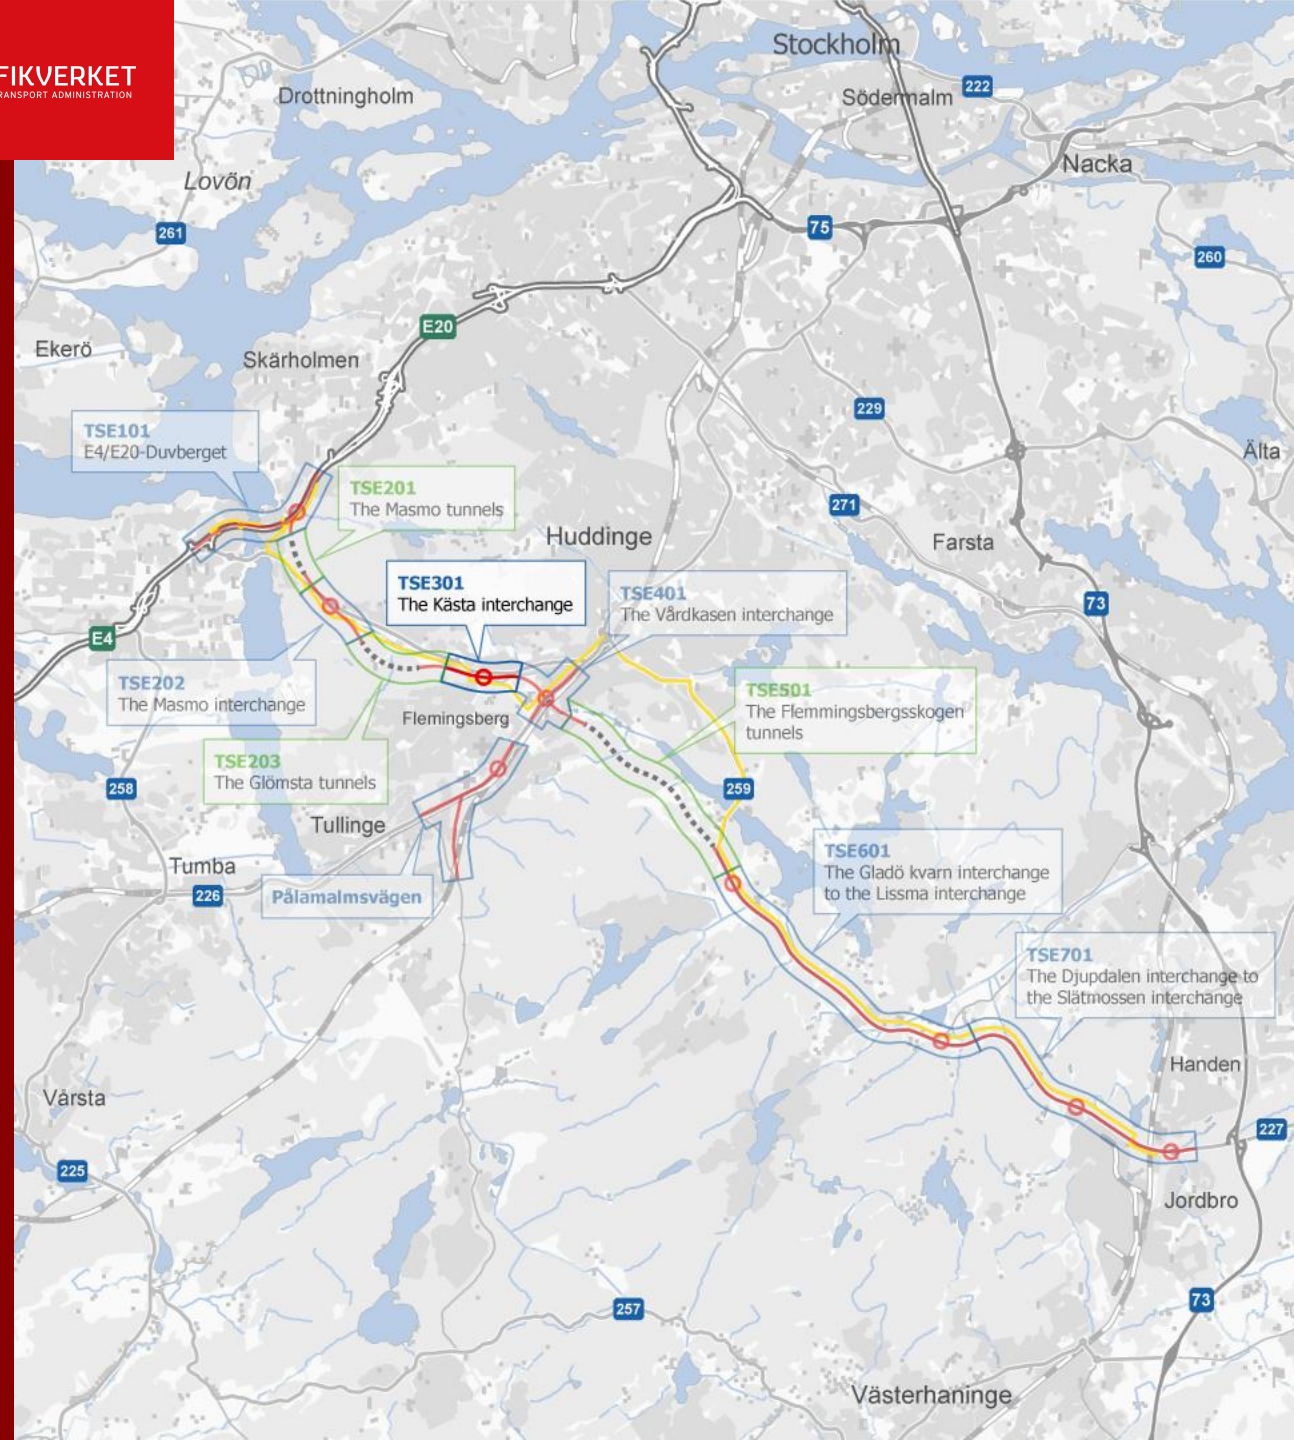 FIKVERKET
RANSPORT ADMINISTRATION
Stockholm
Drottningholm
Södermalm
222
Nacka
Lovön
261
75
260
E20
Ekerö
Skärholmen
229
TSE101
E4/E20-Duvberget
Älta
TSE201
The Masmo tunnels
271
Huddinge
Farsta
TSE301
The Kästa interchange
TSE401
The Vårdkasen interchange
73
E4
TSE202
The Masmo interchange
TSE501
The Flemmingsbergsskogen
tunnels
Flemingsberg
TSE203
The Glömsta tunnels
258
259
Tullinge
TSE601
The Gladö kvarn interchange
to the Lissma interchange
Tumba
226
Pålamalmsvägen
TSE701
The Djupdalen interchange to
the Slätmossen interchange
Handen
Vårsta
227
225
Jordbro
73
257
Västerhaninge